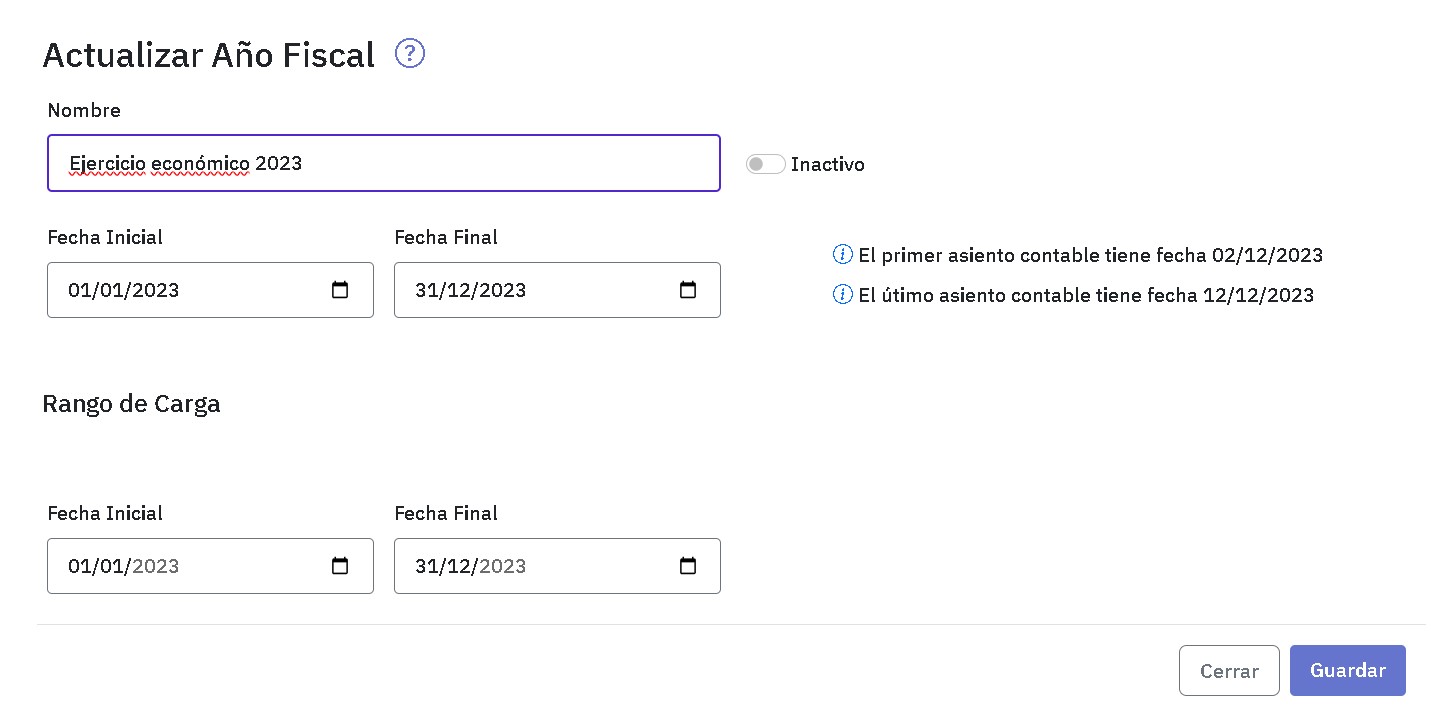 Actualizar Año Fiscal ?
Nombre
Ejercicio económico 2023
Inactivo
Fecha Inicial
Fecha Final
01/01/2023
31/12/2023
El primer asiento contable tiene fecha 02/12/2023
El útimo asiento contable tiene fecha 12/12/2023
Rango de Carga
Fecha Inicial
Fecha Final
01/01/2023
31/12/2023
Cerrar
Guardar